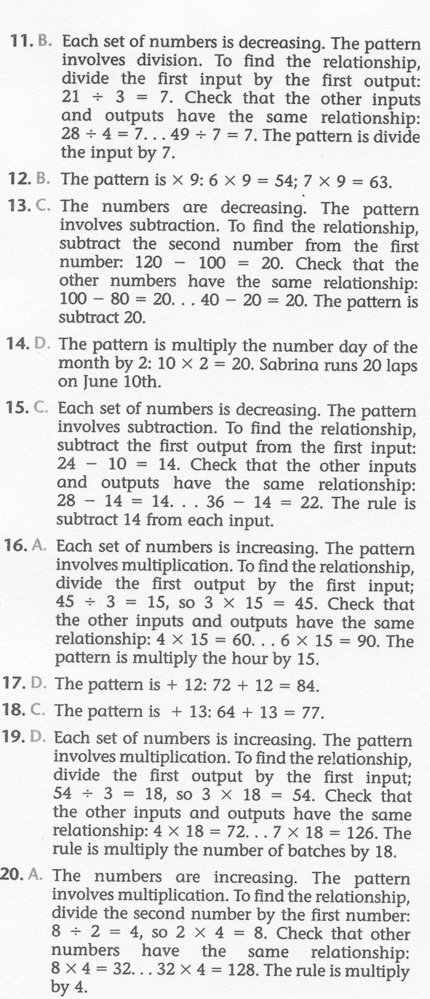 11. B. Each set of numbers is decreasing. The pattern
involves division. To find the relationship,
divide the first input by the first output:
21 ÷ 3 = 7. Check that the other inputs
and outputs have the same relationship:
28 ÷ 4 = 7. . . 49 ÷ 7 = 7. The pattern is divide
the input by 7.
12. B. The pattern is × 9: 6 × 9 = 54; 7 × 9 = 63.
13. C. The numbers are decreasing. The pattern
involves subtraction. To find the relationship,
subtract the second number from the first
number: 120 − 100 = 20. Check that the
other numbers have the same relationship:
100 − 80 = 20. . . 40 − 20 = 20. The pattern is
subtract 20.
14. D. The pattern is multiply the number day of the
month by 2: 10 × 2 = 20. Sabrina runs 20 laps
on June 10th.
15. C. Each set of numbers is decreasing. The pattern
involves subtraction. To find the relationship,
subtract the first output from the first input:
24 − 10 = 14. Check that the other inputs
and outputs have the same relationship:
28 − 14 = 14. . . 36 − 14 = 22. The rule is
subtract 14 from each input.
16. A. Each set of numbers is increasing. The pattern
involves multiplication. To find the relationship,
divide the first output by the first input;
45 ÷ 3 = 15, so 3 × 15 = 45. Check that
the other inputs and outputs have the same
relationship: 4 × 15 = 60. . . 6 × 15 = 90. The
pattern is multiply the hour by 15.
17. D. The pattern is + 12: 72 + 12 = 84.
18. C. The pattern is + 13: 64 + 13 = 77.
19. D. Each set of numbers is increasing. The pattern
involves multiplication. To find the relationship,
divide the first output by the first input;
54 ÷ 3 = 18, so 3 × 18 = 54. Check that
the other inputs and outputs have the same
relationship: 4 × 18 = 72. . . 7 × 18 = 126. The
rule is multiply the number of batches by 18.
20. A. The numbers are increasing. The pattern
involves multiplication. To find the relationship,
divide the second number by the first number:
8 ÷ 2 = 4, so 2 × 4 = 8. Check that other
numbers have the same relationship:
8 × 4 = 32. . . 32 × 4 = 128. The rule is multiply
by 4.